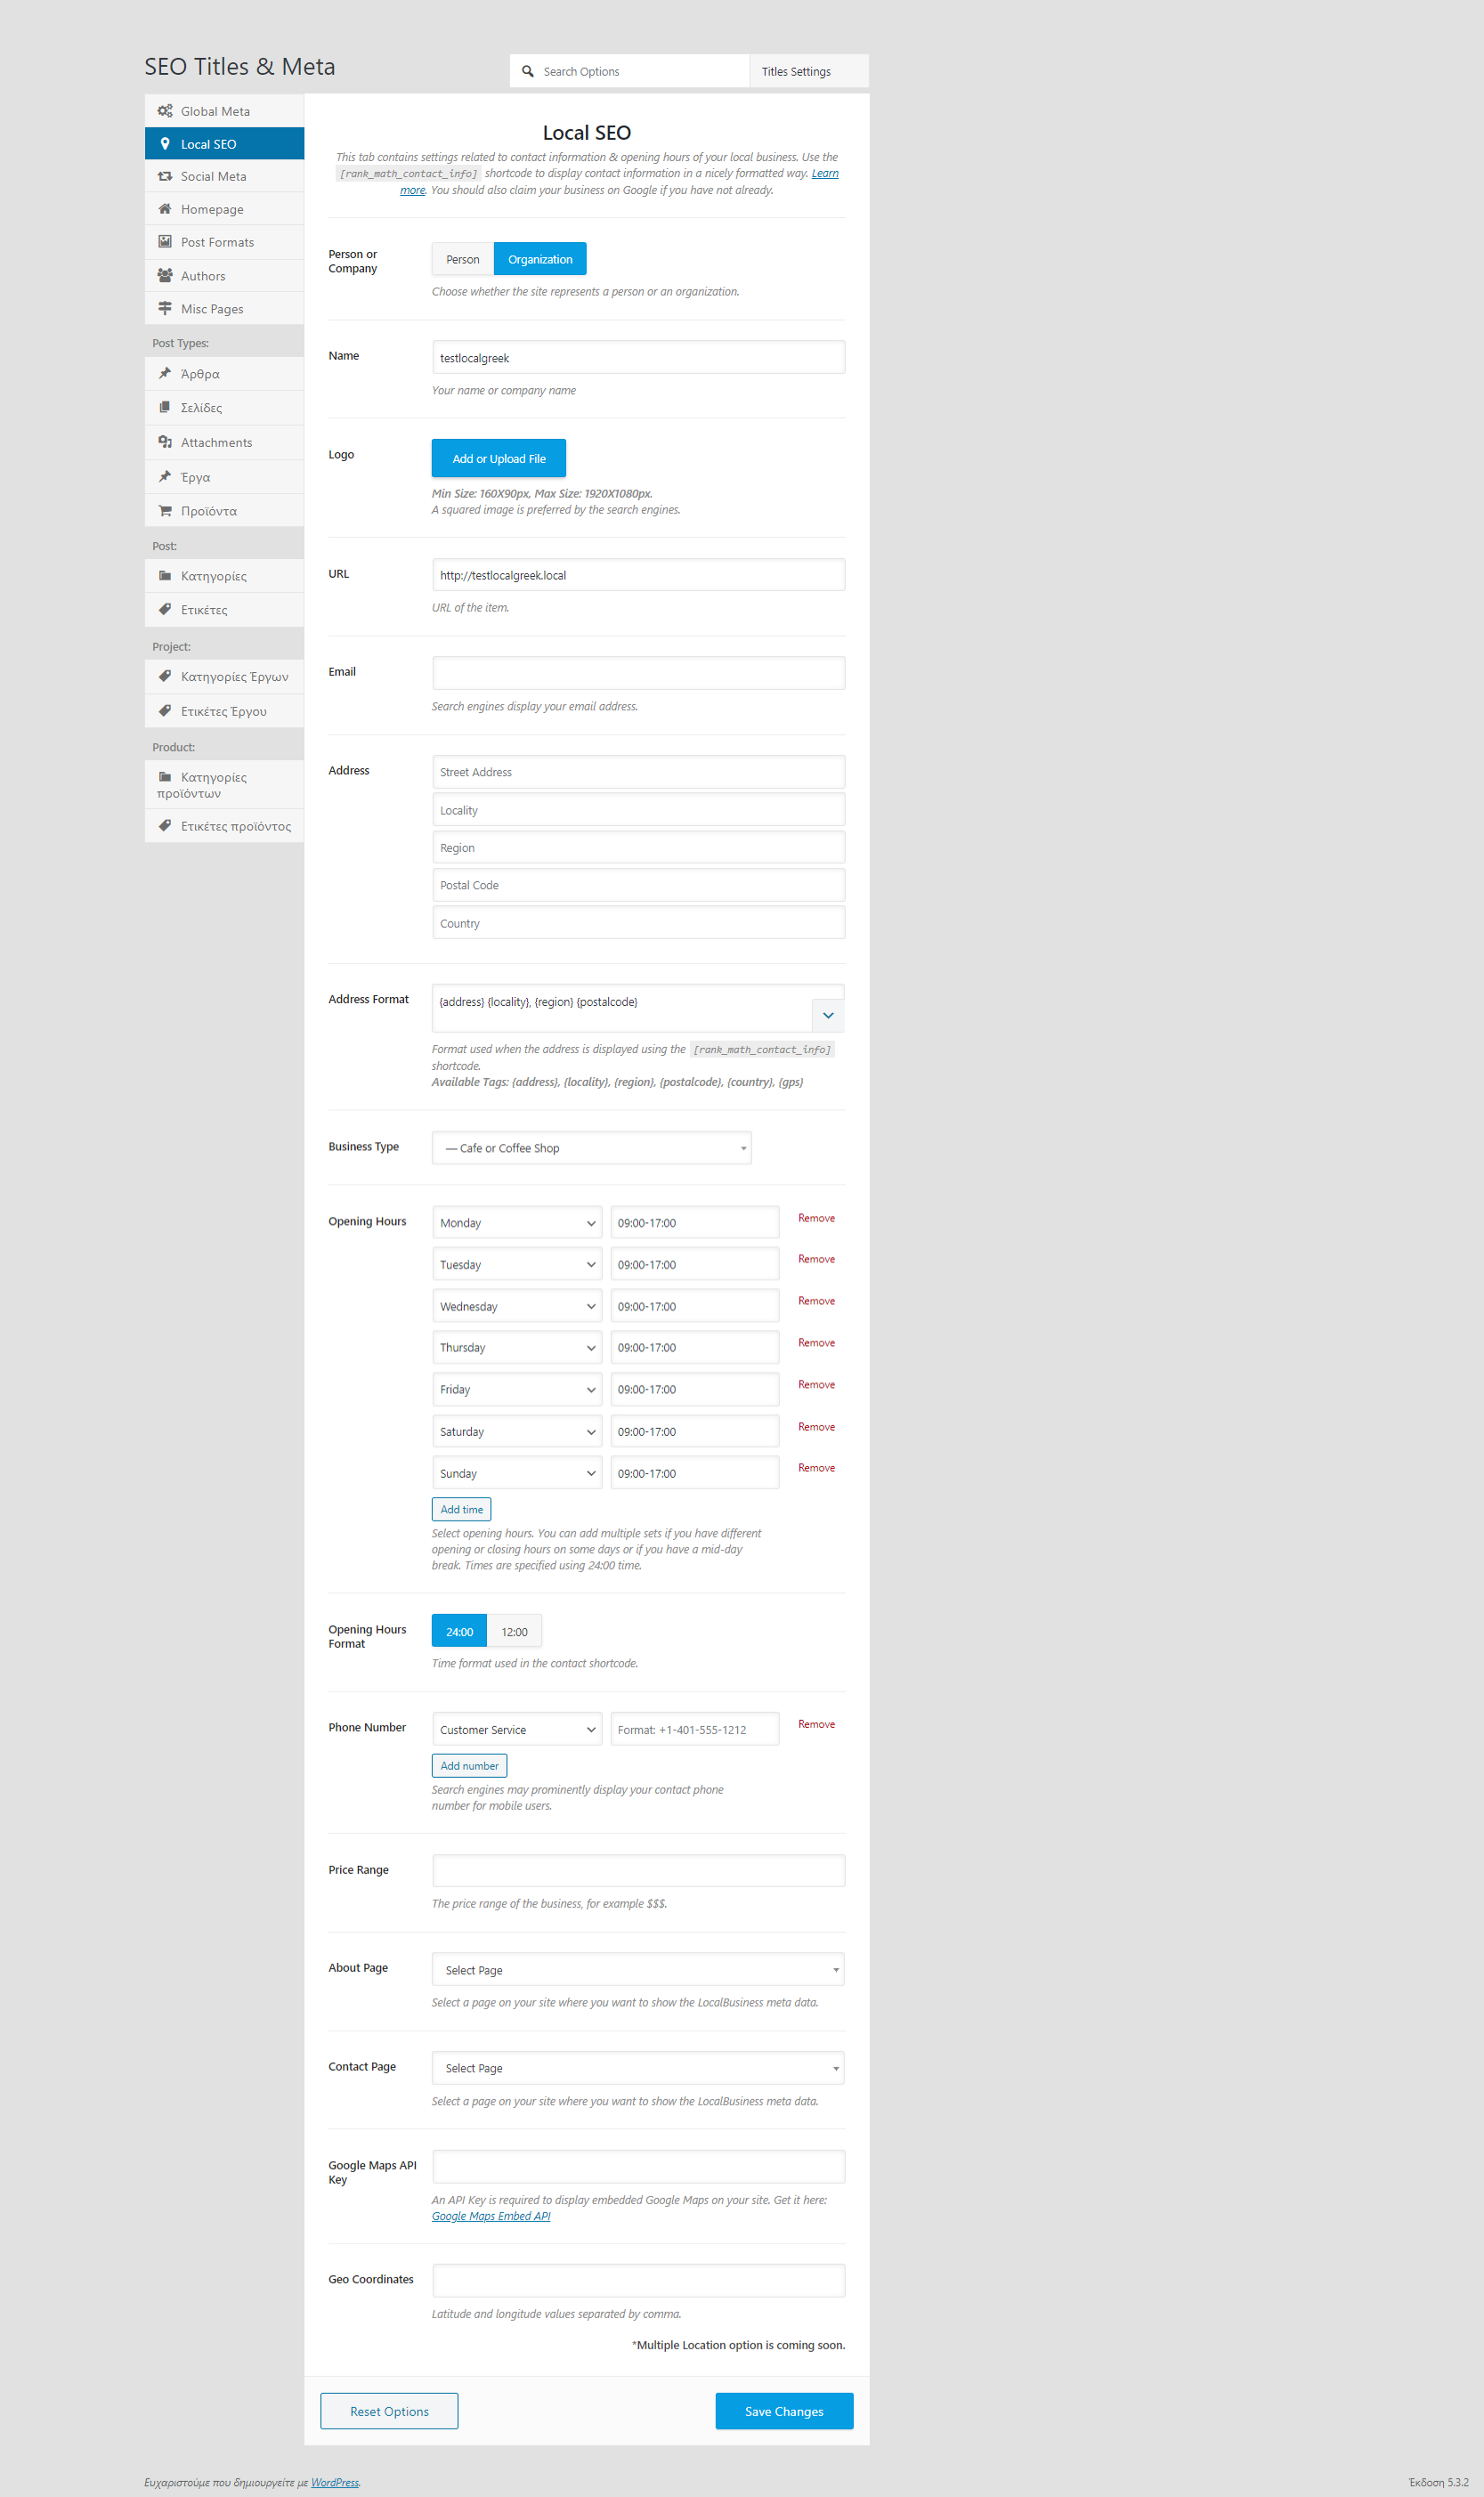 SEO Titles & Meta
Search Options
Titles Settings
Global Meta
Local SEO
Social Meta
Homepage
Post Formats
Authors
Misc Pages
Post Types:
Άρθρα
Σελίδες
Attachments
Έργα
Προϊόντα
Post:
Κατηγορίες
Ετικέτες
Project:
Κατηγορίες Έργων
Ετικέτες Έργου
Product:
Κατηγορίες
προϊόντων
Ετικέτες προϊόντος
Local SEO
This tab contains settings related to contact information & opening hours of your local business. Use the
[rank_math_contact_info] shortcode to display contact information in a nicely formatted way. Learn
more. You should also claim your business on Google if you have not already.
Person or
Company
Person
Organization
Choose whether the site represents a person or an organization.
Name
testlocalgreek
Your name or company name
Logo
Add or Upload File
Min Size: 160X90px, Max Size: 1920X1080px.
A squared image is preferred by the search engines.
URL
http://testlocalgreek.local
URL of the item.
Email
Search engines display your email address.
Address
Street Address
Locality
Region
Postal Code
Country
Address Format
{address} {locality}, {region} {postalcode}
Format used when the address is displayed using the [rank_math_contact_info]
shortcode.
Available Tags: {address}, {locality}, {region}, {postalcode}, {country}, {gps}
Business Type
— Cafe or Coffee Shop
Opening Hours
Monday 09:00-17:00 Remove
Tuesday 09:00-17:00 Remove
Wednesday 09:00-17:00 Remove
Thursday 09:00-17:00 Remove
Friday 09:00-17:00 Remove
Saturday 09:00-17:00 Remove
Sunday 09:00-17:00 Remove
Add time
Select opening hours. You can add multiple sets if you have different
opening or closing hours on some days or if you have a mid-day
break. Times are specified using 24:00 time.
Opening Hours
Format
24:00
12:00
Time format used in the contact shortcode.
Phone Number
Customer Service Format: +1-401-555-1212 Remove
Add number
Search engines may prominently display your contact phone
number for mobile users.
Price Range
The price range of the business, for example $$$.
About Page
Select Page
Select a page on your site where you want to show the LocalBusiness meta data.
Contact Page
Select Page
Select a page on your site where you want to show the LocalBusiness meta data.
Google Maps API
Key
An API Key is required to display embedded Google Maps on your site. Get it here:
Google Maps Embed API
Geo Coordinates
Latitude and longitude values separated by comma.
*Multiple Location option is coming soon.
Reset Options
Save Changes
Ευχαριστούμε που δημιουργείτε με WordPress.
Έκδοση 5.3.2